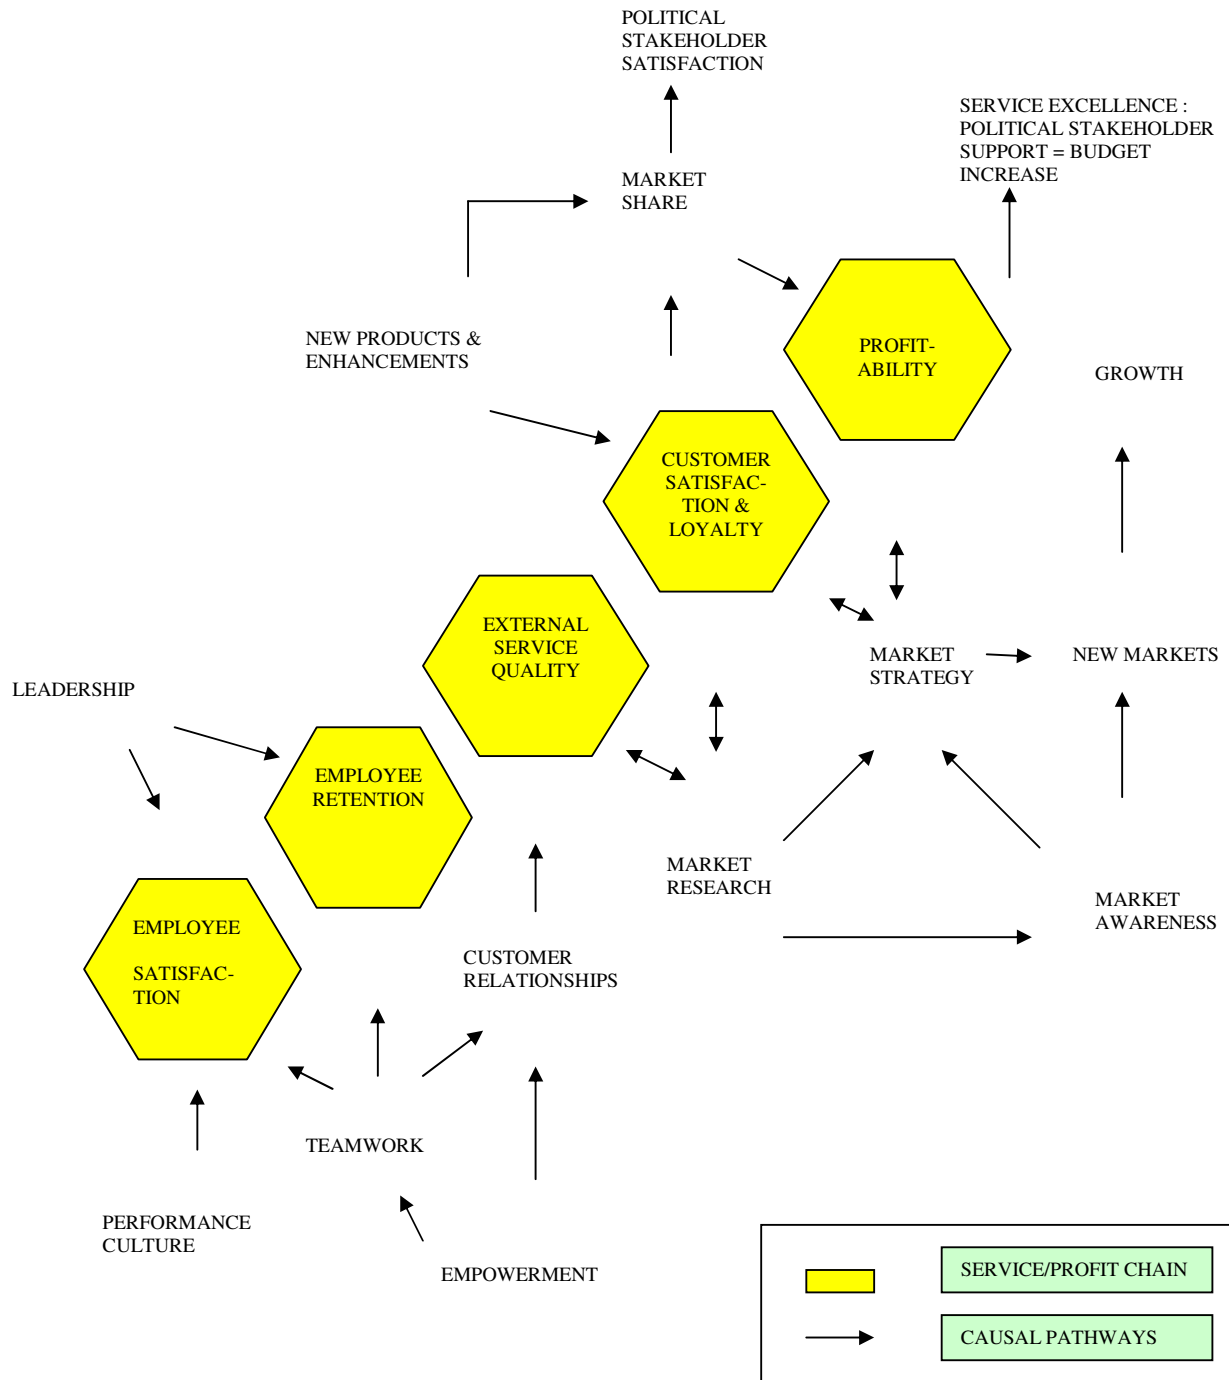 POLITICAL
STAKEHOLDER
SATISFACTION
SERVICE EXCELLENCE :
POLITICAL STAKEHOLDER
SUPPORT = BUDGET
INCREASE
MARKET
SHARE
NEW PRODUCTS &
ENHANCEMENTS
PROFIT-
ABILITY
GROWTH
CUSTOMER
SATISFAC-
TION &
LOYALTY
EXTERNAL
SERVICE
QUALITY
MARKET
STRATEGY
NEW MARKETS
LEADERSHIP
EMPLOYEE
RETENTION
MARKET
RESEARCH
MARKET
AWARENESS
EMPLOYEE
SATISFAC-
TION
CUSTOMER
RELATIONSHIPS
TEAMWORK
PERFORMANCE
CULTURE
EMPOWERMENT
SERVICE/PROFIT CHAIN
CAUSAL PATHWAYS